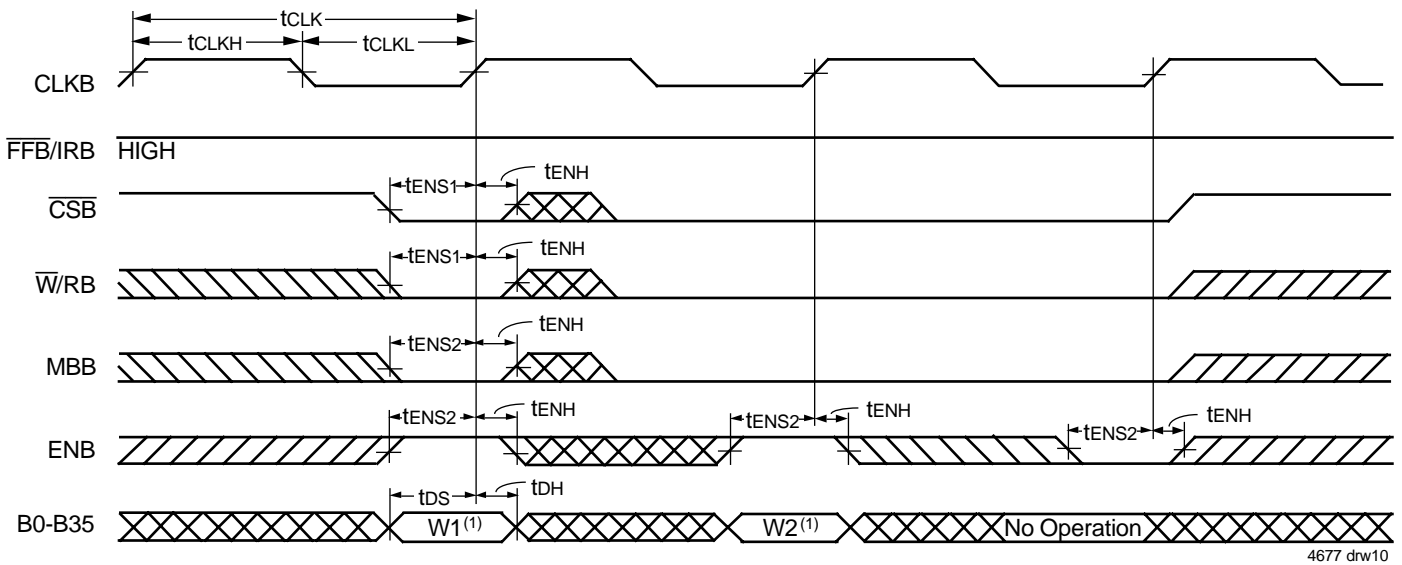 tCLK
tCLKH
tCLKL
CLKB
FFB/IRB HIGH
tENS1
tENH
CSB
tENS1
tENH
W/RB
tENS2
tENH
MBB
tENS2
tENH
tENS2
tENH
tENS2
tENH
ENB
tDS
tDH
B0-B35
W1(1)
W2(1)
No Operation
4677 drw10